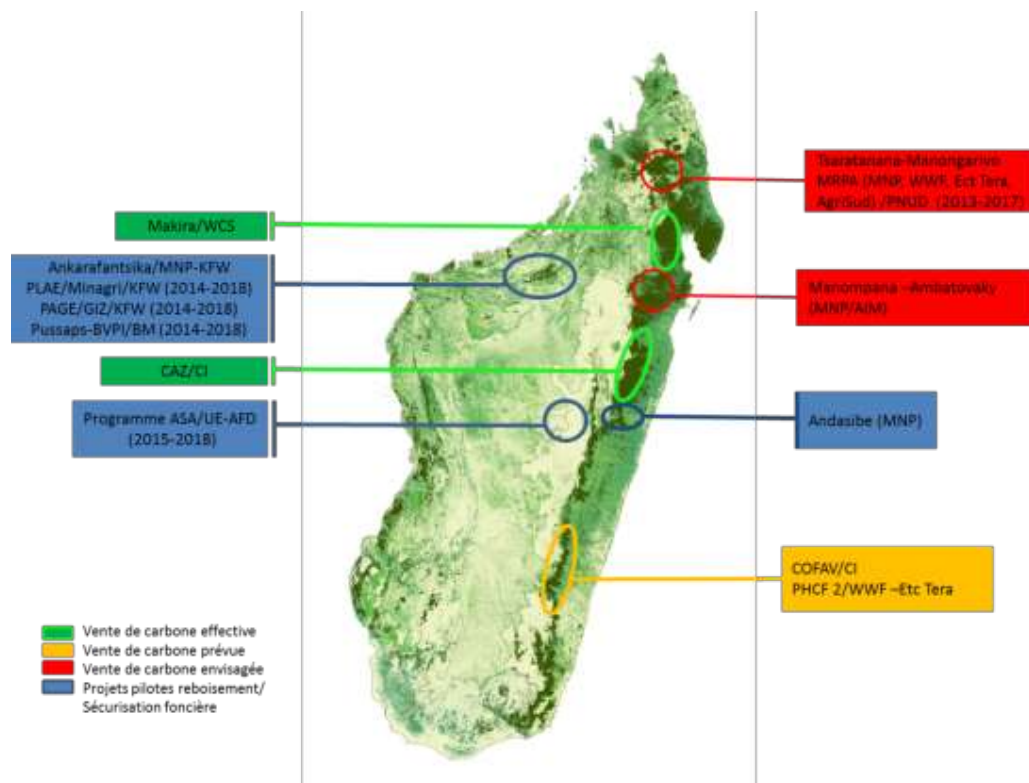 Tsaratanana-Manongarivo
MRPA (MNP, WWF, Ect Tera,
AgriSud) /PNUD (2013-2017)
Makira/WCS
Ankarafantsika/MNP-KFW
PLAE/Minagri/KFW (2014-2018)
PAGE/GIZ/KFW (2014-2018)
Pussaps-BVPI/BM (2014-2018)
Manompana –Ambatovaky
(MNP/AIM)
CAZ/CI
Programme ASA/UE-AFD
(2015-2018)
Andasibe (MNP)
COFAV/CI
PHCF 2/WWF –Etc Tera
Vente de carbone effective
Vente de carbone prévue
Vente de carbone envisagée
Projets pilotes reboisement/
Sécurisation foncière